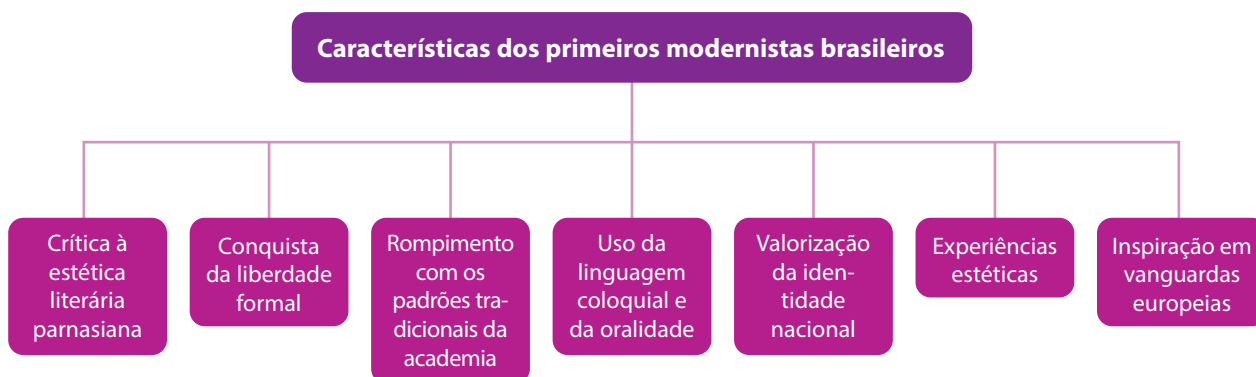 Características dos primeiros modernistas brasileiros
Crítica à
estética
literária
parnasiana
Conquista
da liberdade
formal
Rompimento
com os
padrões tra-
dicionais da
academia
Uso da
linguagem
coloquial e
da oralidade
Valorização
da iden-
tidade
nacional
Experiências
estéticas
Inspiração em
vanguardas
europeias